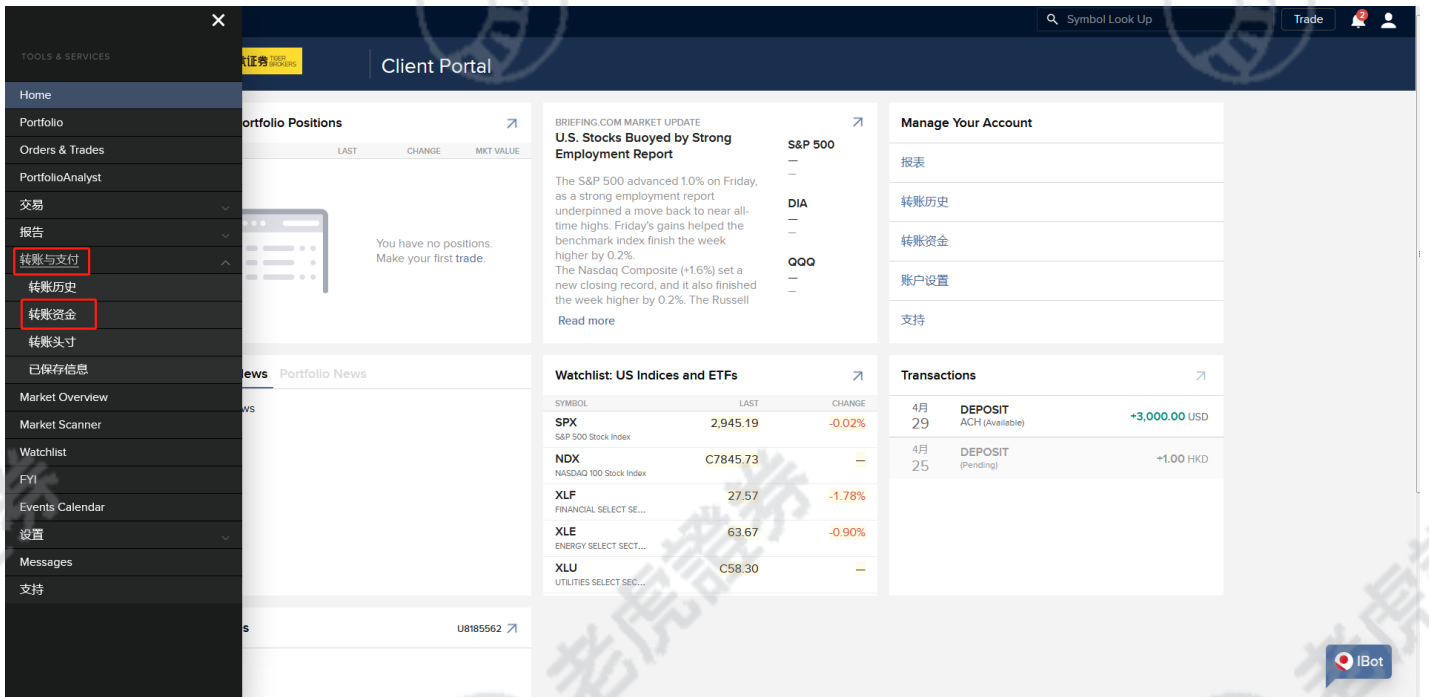 Symbol Look Up
Trade
2
TOOLS & SERVICES
证券 TIGER BROKERS
Client Portal
Home
Portfolio
Orders & Trades
PortfolioAnalyst
交易
报告
转账与支付
转账历史
转账资金
转账头寸
已保存信息
Market Overview
Market Scanner
Watchlist
FYI
Events Calendar
设置
Messages
支持
ortfolio Positions
LAST CHANGE MKT VALUE
You have no positions.
Make your first trade.
BRIEFING.COM MARKET UPDATE
U.S. Stocks Buoyed by Strong
Employment Report
The S&P 500 advanced 1.0% on Friday,
as a strong employment report
underpinned a move back to near all-
time highs. Friday's gains helped the
benchmark index finish the week
higher by 0.2%.
The Nasdaq Composite (+1.6%) set a
new closing record, and it also finished
the week higher by 0.2%. The Russell
Read more
S&P 500
—
—
DIA
—
—
QQQ
—
—
Manage Your Account
报表
转账历史
转账资金
账户设置
支持
ews Portfolio News
ws
Watchlist: US Indices and ETFs
SYMBOL LAST CHANGE
SPX 2,945.19 -0.02%
S&P 500 Stock Index
NDX C7845.73 —
NASDAQ 100 Stock Index
XLF 27.57 -1.78%
FINANCIAL SELECT SE...
XLE 63.67 -0.90%
ENERGY SELECT SECT...
XLU C58.30 —
UTILITIES SELECT SEC...
Transactions
4月 29 DEPOSIT +3,000.00 USD
ACH (Available)
4月 25 DEPOSIT +1.00 HKD
(Pending)
s U8185562
IBot
老虎證券